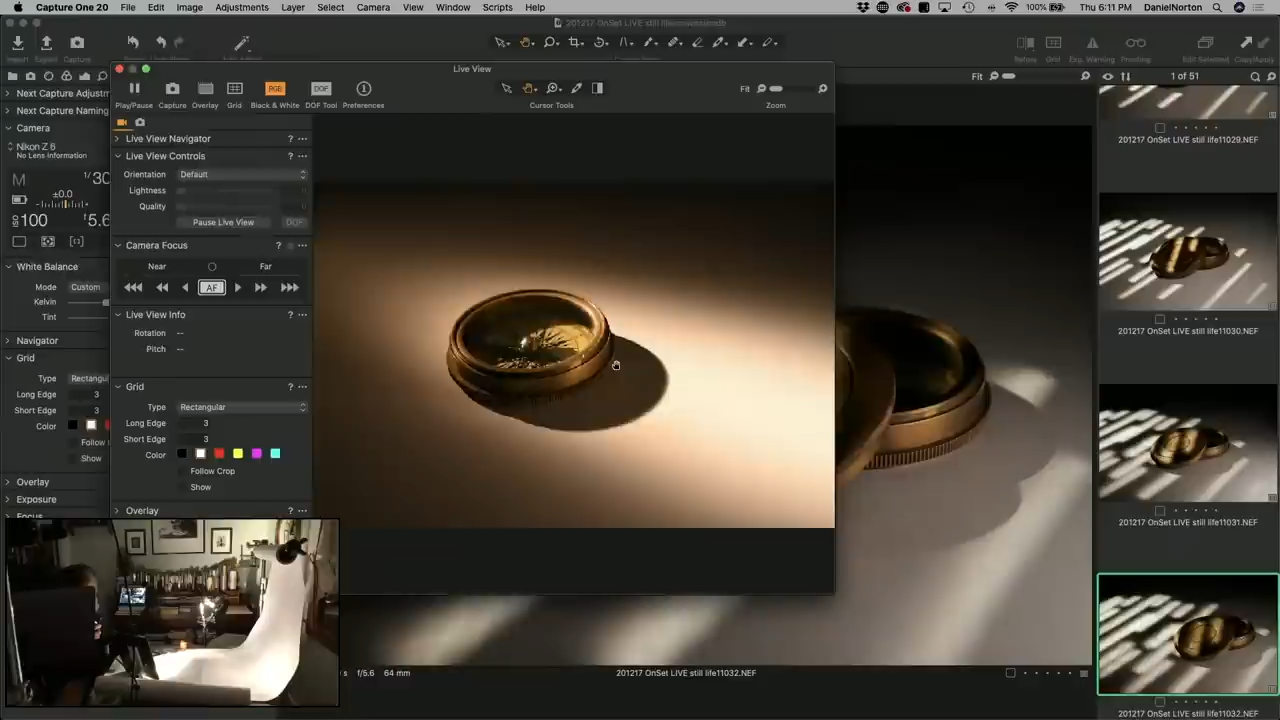 Capture One 20 File Edit Image Adjustments Layer Select Camera View Window Scripts Help 100% Thu 6:11 PM DanielNorton
Live View
Fit 1 of 51
Play/Pause Capture Overlay Grid Black & White DOF Tool Preferences
RGB DOF
Cursor Tools
Fit
Zoom
Next Capture Adjustm
Next Capture Naming
Camera
Nikon Z 6
No Lens Information
M 1/30
±0.0
100 '5.6
White Balance
Mode Custom
Kelvin
Tint
Navigator
Grid
Type Rectangul
Long Edge 3
Short Edge 3
Color
Follow
Show
Overlay
Exposure
Focus
Live View Navigator
Live View Controls
Orientation Default
Lightness
Quality
Pause Live View DOF
Camera Focus
Near Far
AF
Live View Info
Rotation --
Pitch --
Grid
Type Rectangular
Long Edge 3
Short Edge 3
Color
Follow Crop
Show
Overlay
201217 OnSet LIVE still life11029.NEF
201217 OnSet LIVE still life11030.NEF
201217 OnSet LIVE still life11031.NEF
201217 OnSet LIVE still life11032.NEF
s f/5.6 64 mm 201217 OnSet LIVE still life11032.NEF